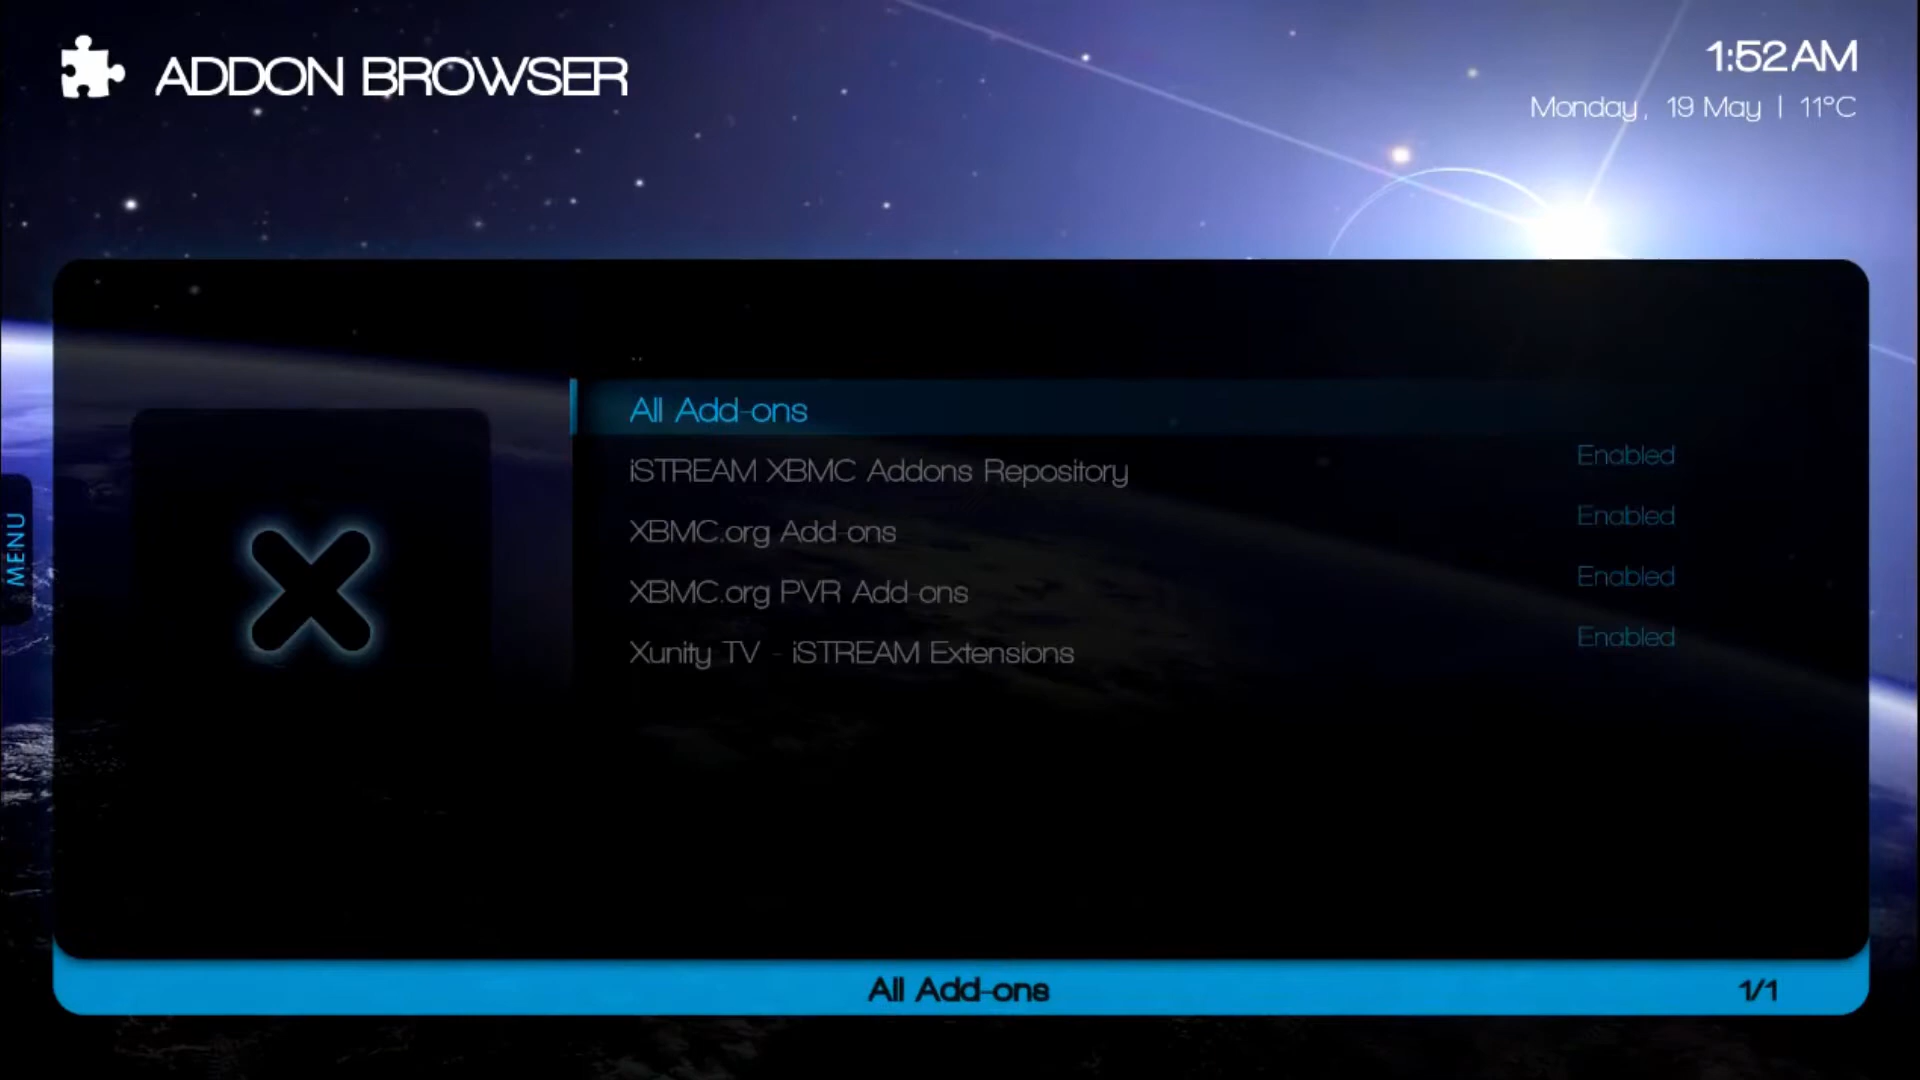 ADDON BROWSER
1:52AM
Monday, 19 May | 11°C
..
All Add-ons
iSTREAM XBMC Addons Repository
Enabled
XBMC.org Add-ons
Enabled
XBMC.org PVR Add-ons
Enabled
Xunity TV - iSTREAM Extensions
Enabled
MENU
All Add-ons
1/1